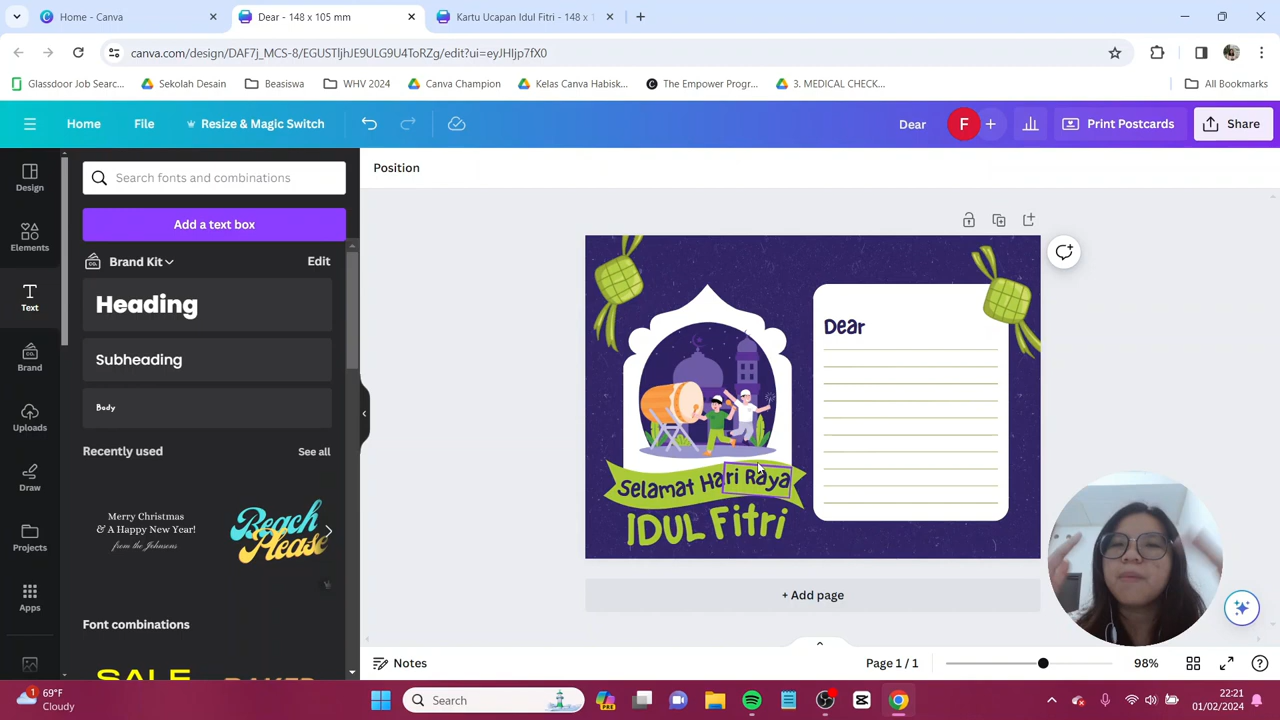 Home - Canva
Dear - 148 x 105 mm
Kartu Ucapan Idul Fitri - 148 x 1
canva.com/design/DAF7j_MCS-8/EGUSTljhJE9ULG9U4ToRZg/edit?ui=eyJHIjp7fX0
Glassdoor Job Searc...
Sekolah Desain
Beasiswa
WHV 2024
Canva Champion
Kelas Canva Habisk...
The Empower Progr...
3. MEDICAL CHECK...
All Bookmarks
Home
File
Resize & Magic Switch
Dear
F
Print Postcards
Share
Design
Elements
Text
Brand
Uploads
Draw
Projects
Apps
Search fonts and combinations
Add a text box
Brand Kit
Edit
Heading
Subheading
Body
Recently used
See all
Merry Christmas
& A Happy New Year!
from the Johnsons
Beach
Please
Font combinations
SALE
Position
Dear
Selamat Hari Raya
IDUL Fitri
+ Add page
Notes
Page 1 / 1
98%
1
69°F
Cloudy
Search
PRE
22:21
01/02/2024